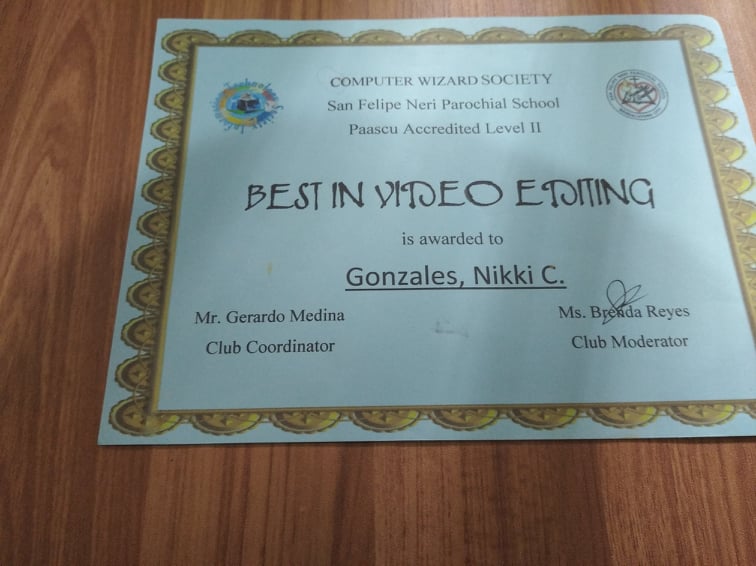 COMPUTER WIZARD SOCIETY
San Felipe Neri Parochial School
Paascu Accredited Level II
BEST IN VIDEO EDITING
is awarded to
Gonzales, Nikki C.
Mr. Gerardo Medina
Club Coordinator
Ms. Brenda Reyes
Club Moderator